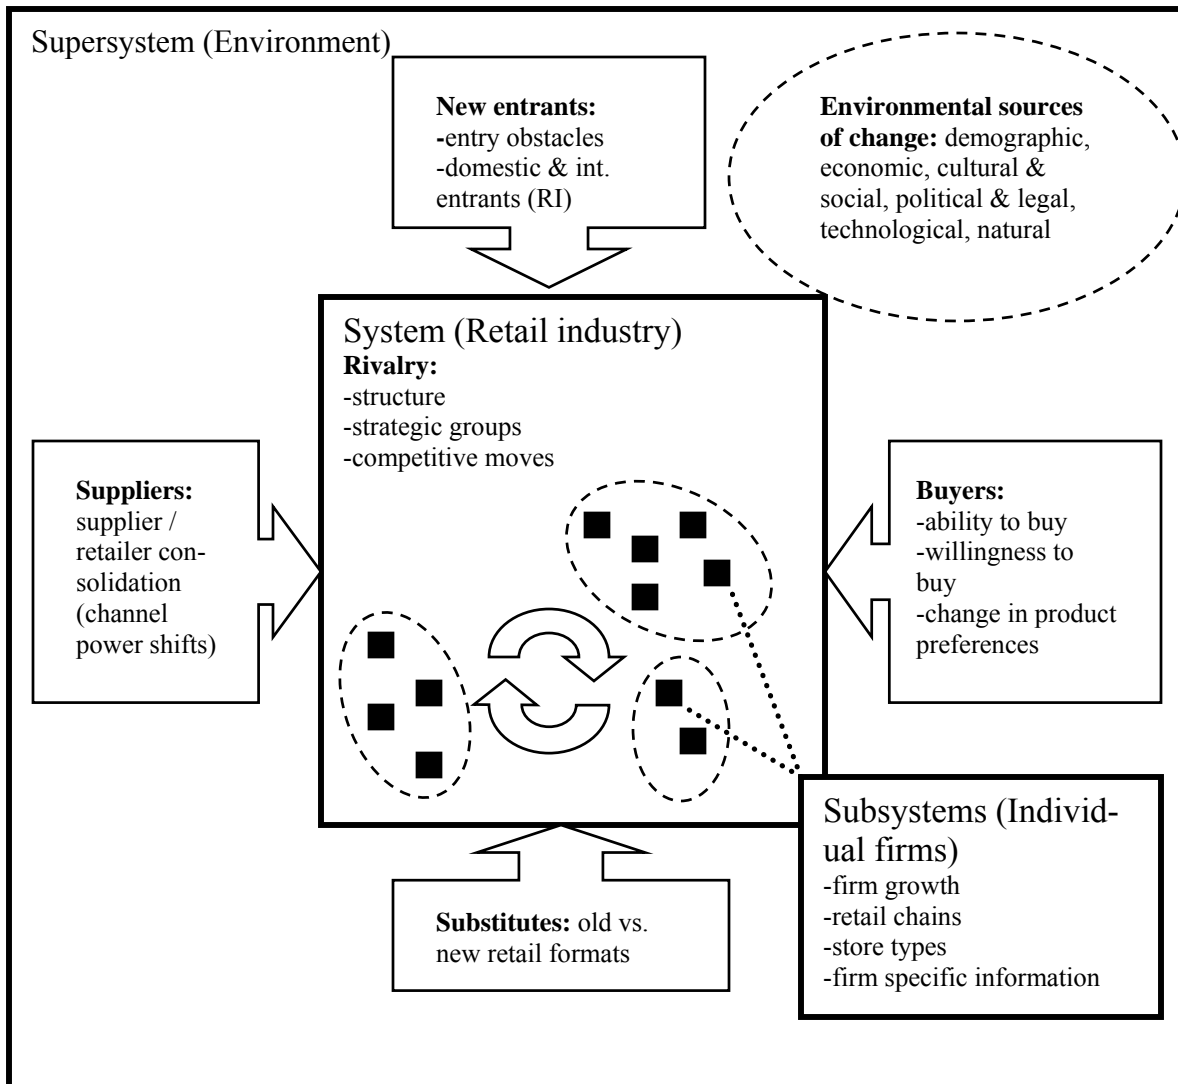 Supersystem (Environment)
New entrants:
-entry obstacles
-domestic & int.
entrants (RI)
Environmental sources
of change: demographic,
economic, cultural &
social, political & legal,
technological, natural
System (Retail industry)
Rivalry:
-structure
-strategic groups
-competitive moves
Suppliers:
supplier /
retailer con-
solidation
(channel
power shifts)
Buyers:
-ability to buy
-willingness to
buy
-change in product
preferences
Subsystems (Individ-
ual firms)
-firm growth
-retail chains
-store types
-firm specific information
Substitutes: old vs.
new retail formats